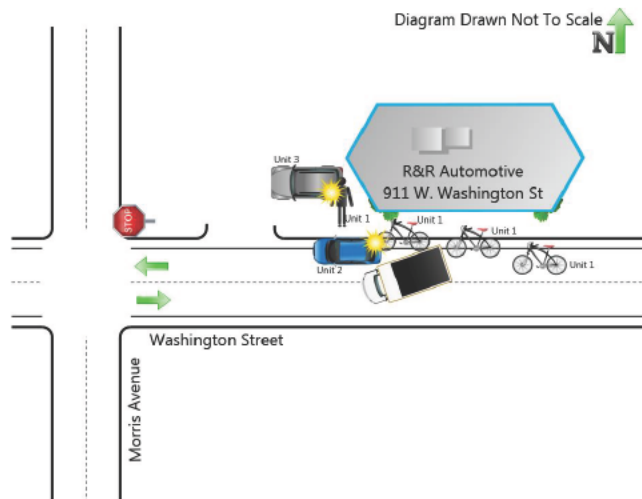 Diagram Drawn Not To Scale
N
Unit 3
R&R Automotive
911 W. Washington St
STOP
Unit 1
Unit 1
Unit 1
Unit 2
Unit 1
Washington Street
Morris Avenue